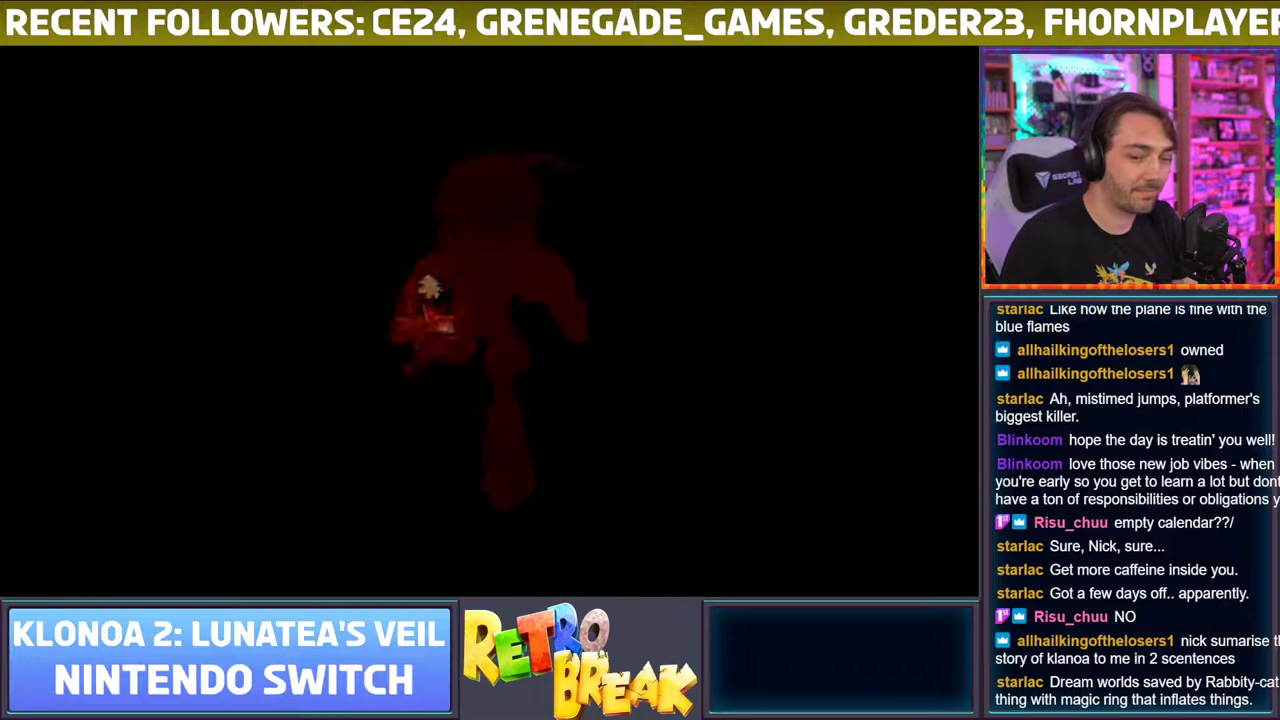 RECENT FOLLOWERS: CE24, GRENEGADE_GAMES, GREDER23, FHORNPLAYER
SECRETLAB
starlac Like how the plane is fine with the
blue flames
allhailkingofthelosers1 owned
allhailkingofthelosers1
starlac Ah, mistimed jumps, platformer's
biggest killer.
Blinkoom hope the day is treatin' you well!
Blinkoom love those new job vibes - when
you're early so you get to learn a lot but don't
have a ton of responsibilities or obligations y
Risu_chuu empty calendar??/
starlac Sure, Nick, sure...
starlac Get more caffeine inside you.
starlac Got a few days off.. apparently.
Risu_chuu NO
allhailkingofthelosers1 nick sumarise th
story of klanoa to me in 2 scentences
starlac Dream worlds saved by Rabbity-cat
thing with magic ring that inflates things.
KLONOA 2: LUNATEA'S VEIL
NINTENDO SWITCH
RETRO
BREAK